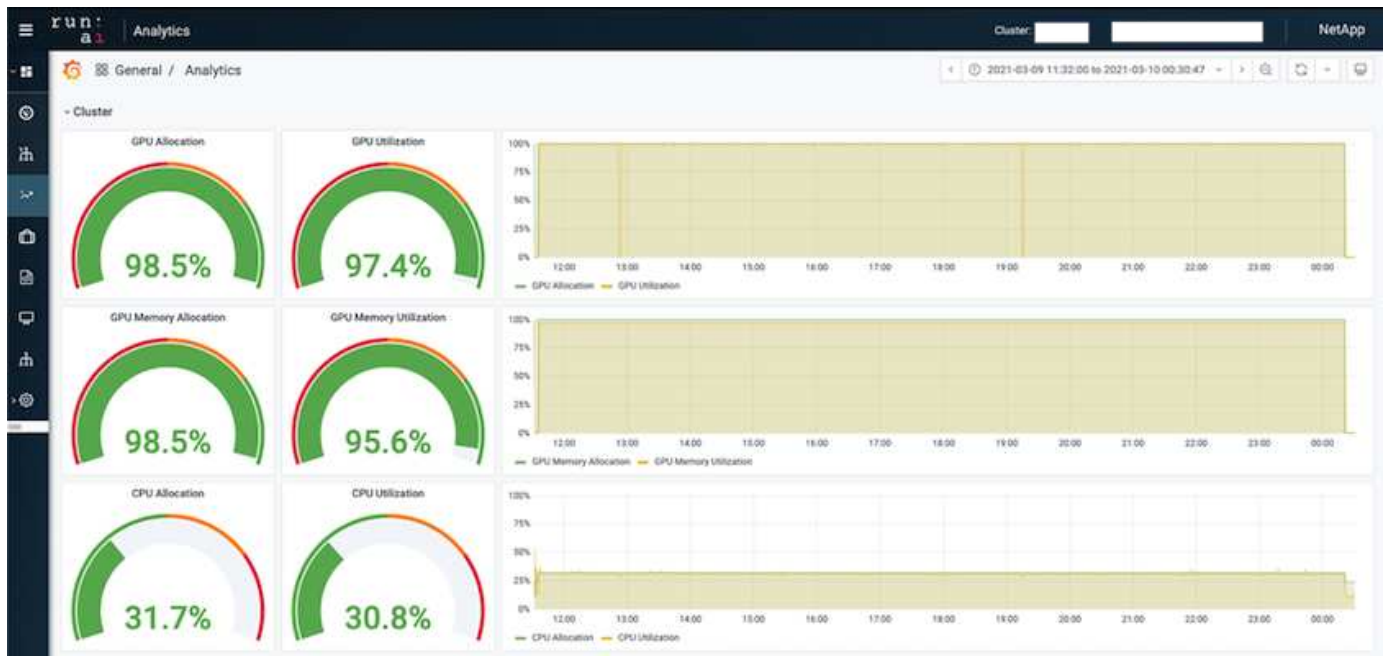 run:
ai
Analytics
Cluster:
NetApp
General / Analytics
2021-03-09 11:32:00 to 2021-03-10 00:30:47
Cluster
GPU Allocation
98.5%
GPU Utilization
97.4%
100%
75%
50%
25%
0%
12:00 13:00 14:00 15:00 16:00 17:00 18:00 19:00 20:00 21:00 22:00 23:00 00:00
GPU Allocation GPU Utilization
GPU Memory Allocation
98.5%
GPU Memory Utilization
95.6%
100%
75%
50%
25%
0%
12:00 13:00 14:00 15:00 16:00 17:00 18:00 19:00 20:00 21:00 22:00 23:00 00:00
GPU Memory Allocation GPU Memory Utilization
CPU Allocation
31.7%
CPU Utilization
30.8%
100%
75%
50%
25%
0%
12:00 13:00 14:00 15:00 16:00 17:00 18:00 19:00 20:00 21:00 22:00 23:00 00:00
CPU Allocation CPU Utilization